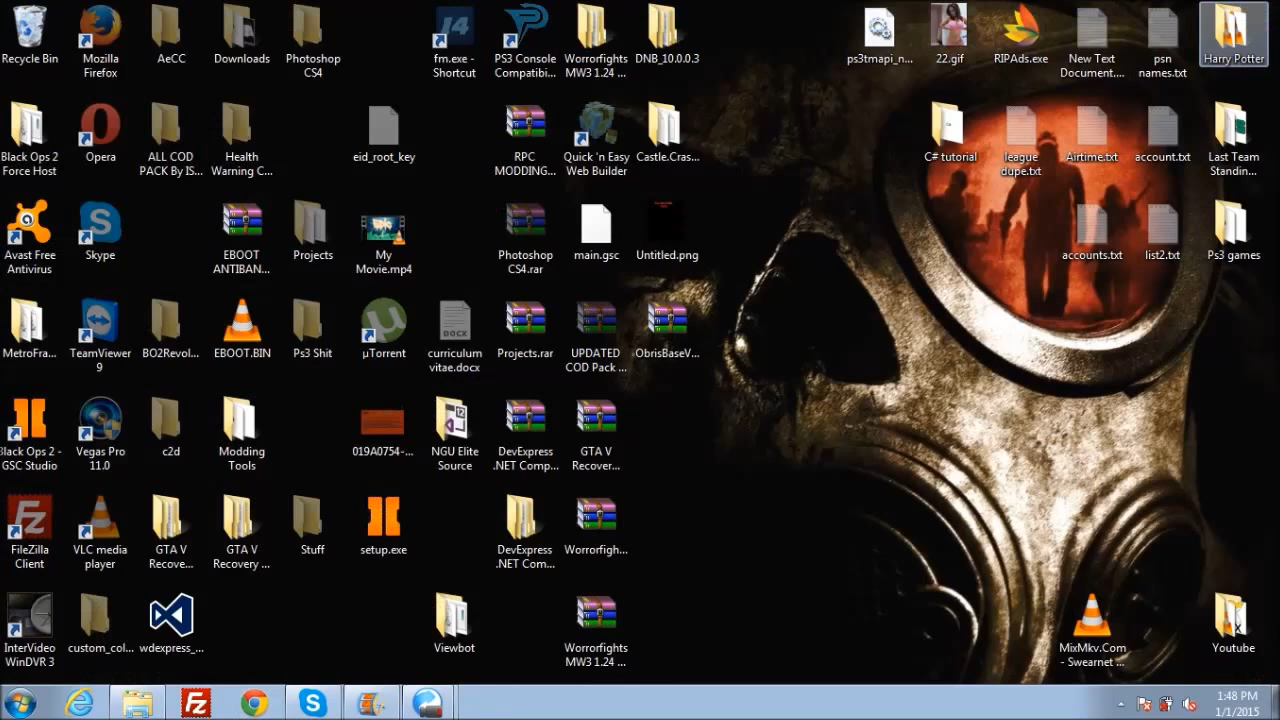 Recycle Bin
Mozilla
Firefox
AeCC
Downloads
Photoshop
CS4
fm.exe -
Shortcut
PS3 Console
Compatibi...
Worrorfights
MW3 1.24 ...
DNB_10.0.0.3
ps3tmapi_n...
22.gif
RIPAds.exe
New Text
Document....
psn
names.txt
Harry Potter
Black Ops 2
Force Host
Opera
ALL COD
PACK By IS...
Health
Warning C...
eid_root_key
RPC
MODDING...
Quick 'n Easy
Web Builder
Castle.Cras...
C# tutorial
league
dupe.txt
Airtime.txt
account.txt
Last Team
Standin...
Avast Free
Antivirus
Skype
EBOOT
ANTIBAN...
Projects
My
Movie.mp4
Photoshop
CS4.rar
main.gsc
Untitled.png
accounts.txt
list2.txt
Ps3 games
MetroFra...
TeamViewer
9
BO2Revol...
EBOOT.BIN
Ps3 Shit
µTorrent
curriculum
vitae.docx
Projects.rar
UPDATED
COD Pack ...
ObrisBaseV...
Black Ops 2 -
GSC Studio
Vegas Pro
11.0
c2d
Modding
Tools
019A0754-...
NGU Elite
Source
DevExpress
.NET Comp...
GTA V
Recover...
FileZilla
Client
VLC media
player
GTA V
Recove...
GTA V
Recovery ...
Stuff
setup.exe
DevExpress
.NET Com...
Worrorfigh...
InterVideo
WinDVR 3
custom_col...
wdexpress_...
Viewbot
Worrorfights
MW3 1.24 ...
MixMkv.Com
- Swearnet ...
Youtube
1:48 PM
1/1/2015